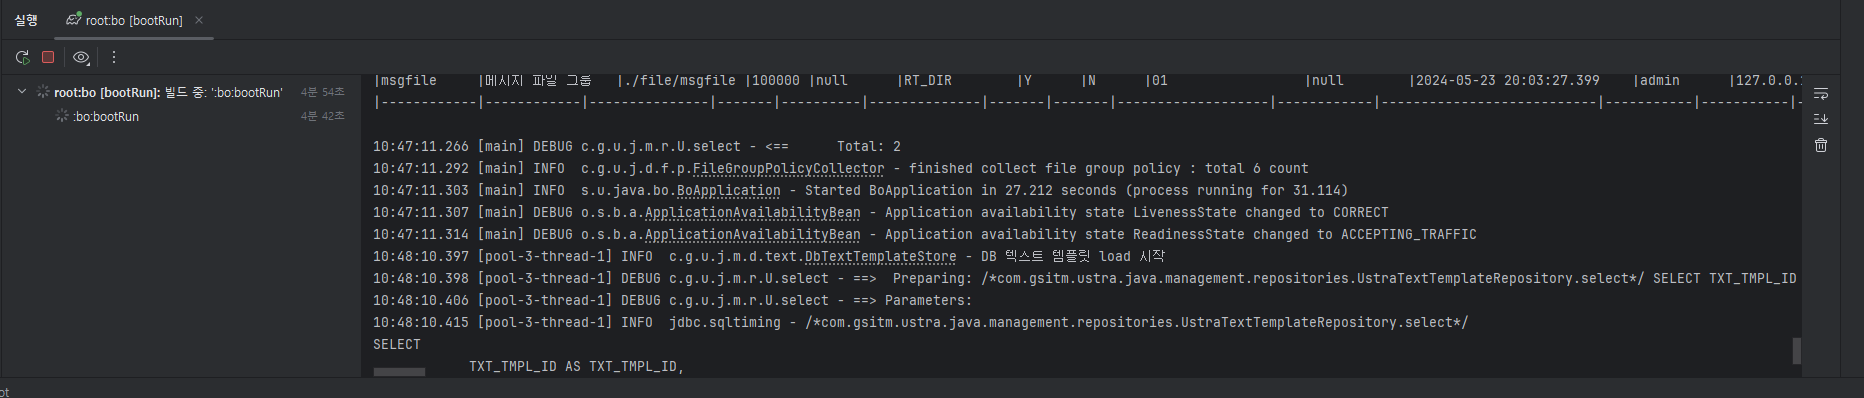 실행 root:bo [bootRun]
root:bo [bootRun]: 빌드 중: ':bo:bootRun' 4분 54초
:bo:bootRun 4분 42초
|msgfile |메시지 파일 그룹 |./file/msgfile |100000 |null |RT_DIR |Y |N |01 |null |2024-05-23 20:03:27.399 |admin |127.0.0.
|------------|------------|---------------|-------|----------|--------------|-------|-------|--------------------|------------|---------------------------|-----------|-----------|-
10:47:11.266 [main] DEBUG c.g.u.j.m.r.U.select - <== Total: 2
10:47:11.292 [main] INFO c.g.u.j.d.f.p.FileGroupPolicyCollector - finished collect file group policy : total 6 count
10:47:11.303 [main] INFO s.u.java.bo.BoApplication - Started BoApplication in 27.212 seconds (process running for 31.114)
10:47:11.307 [main] DEBUG o.s.b.a.ApplicationAvailabilityBean - Application availability state LivenessState changed to CORRECT
10:47:11.314 [main] DEBUG o.s.b.a.ApplicationAvailabilityBean - Application availability state ReadinessState changed to ACCEPTING_TRAFFIC
10:48:10.397 [pool-3-thread-1] INFO c.g.u.j.m.d.text.DbTextTemplateStore - DB 텍스트 템플릿 load 시작
10:48:10.398 [pool-3-thread-1] DEBUG c.g.u.j.m.r.U.select - ==> Preparing: /*com.gsitm.ustra.java.management.repositories.UstraTextTemplateRepository.select*/ SELECT TXT_TMPL_ID
10:48:10.406 [pool-3-thread-1] DEBUG c.g.u.j.m.r.U.select - ==> Parameters:
10:48:10.415 [pool-3-thread-1] INFO jdbc.sqltiming - /*com.gsitm.ustra.java.management.repositories.UstraTextTemplateRepository.select*/
SELECT
TXT_TMPL_ID AS TXT_TMPL_ID,
ot